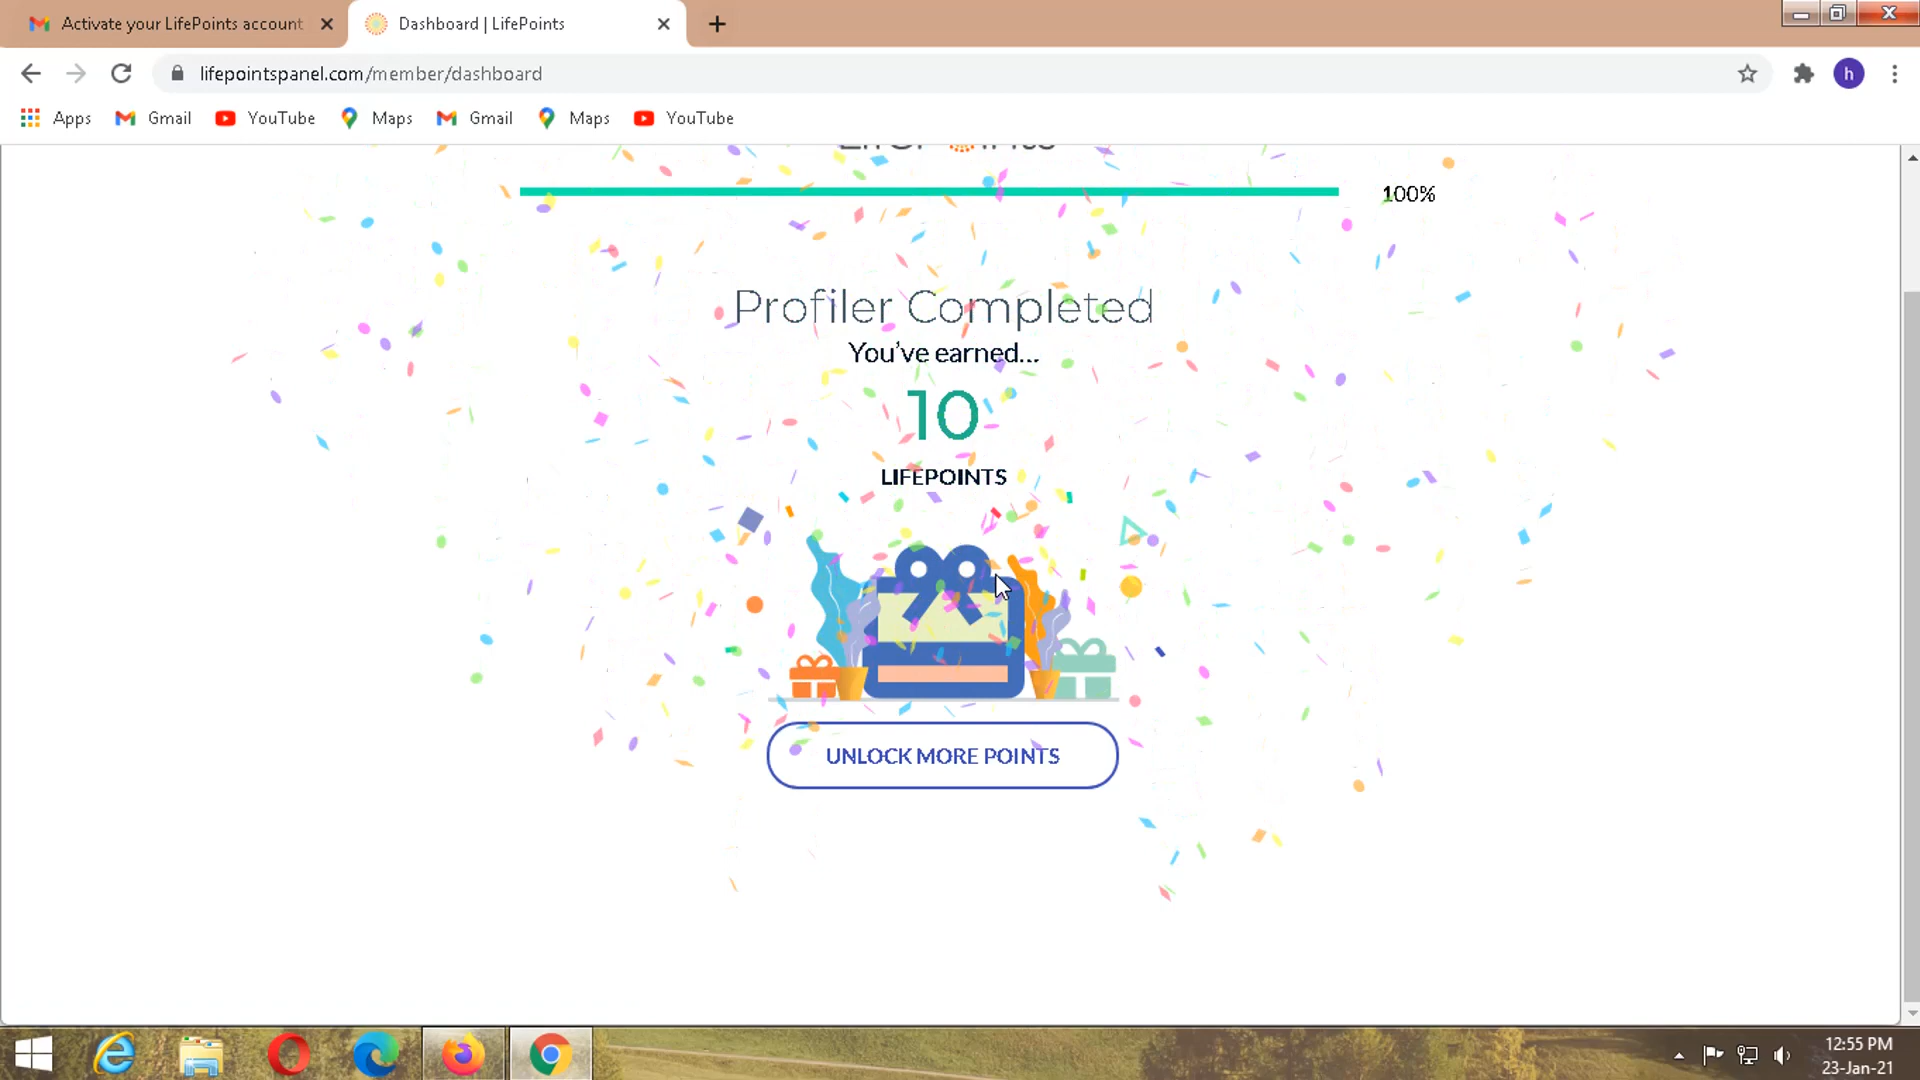 Activate your LifePoints account
Dashboard | LifePoints
lifepointspanel.com/member/dashboard
h
Apps
Gmail
YouTube
Maps
Gmail
Maps
YouTube
100%
Profiler Completed
You've earned...
10
LIFEPOINTS
UNLOCK MORE POINTS
12:55 PM
23-Jan-21